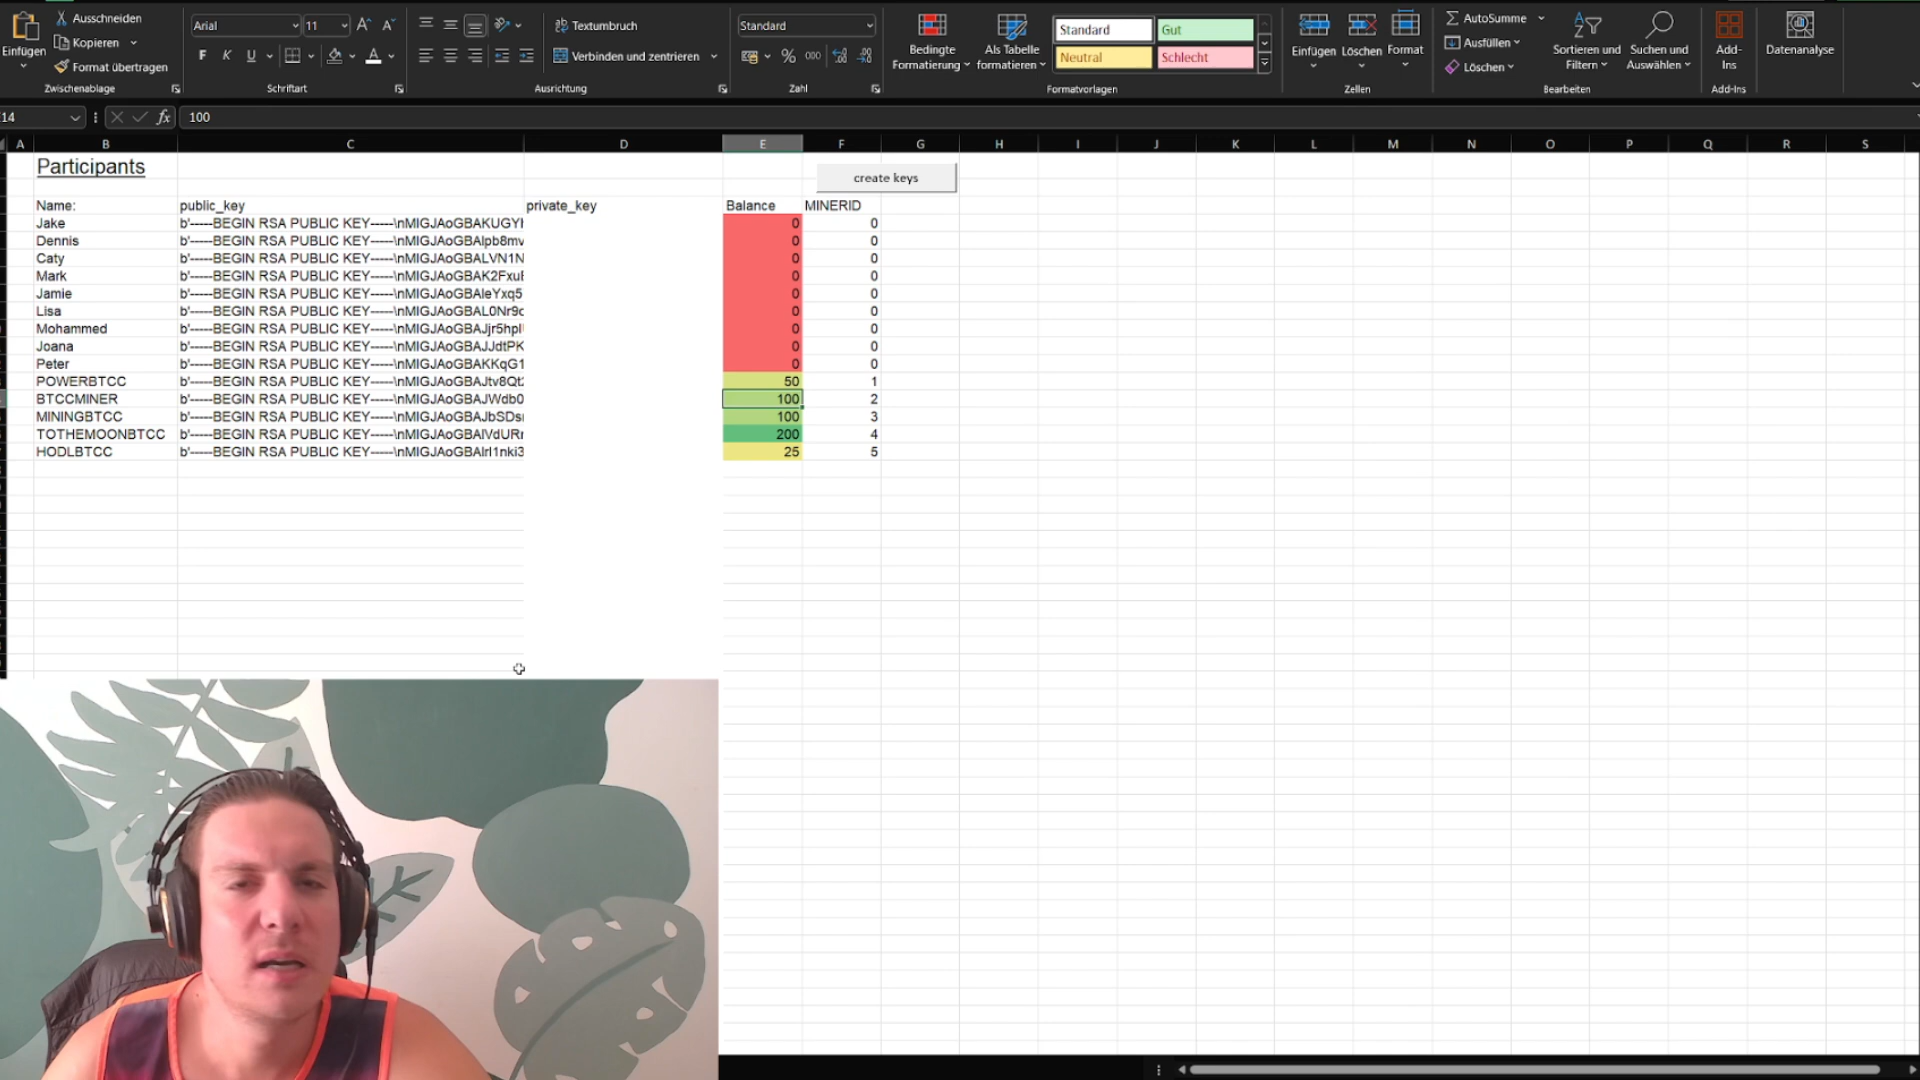 Einfügen
Ausschneiden
Kopieren
Format übertragen
Zwischenablage
Arial
11
A A
F K U
A
Schriftart
Textumbruch
Verbinden und zentrieren
Ausrichtung
Standard
% 000
Zahl
Bedingte Formatierung
Als Tabelle formatieren
Standard Gut
Neutral Schlecht
Formatvorlagen
Einfügen Löschen Format
Zellen
AutoSumme
Ausfüllen
Löschen
Sortieren und Filtern
Suchen und Auswählen
Bearbeiten
Add-Ins
Add-Ins
Datenanalyse
14 fx 100
A B C D E F G H I J K L M N O P Q R S
Participants
create keys
Name: public_key private_key Balance MINERID
Jake b'-----BEGIN RSA PUBLIC KEY-----\nMIGJAoGBAKUGY 0 0
Dennis b'-----BEGIN RSA PUBLIC KEY-----\nMIGJAoGBAIpb8mv 0 0
Caty b'-----BEGIN RSA PUBLIC KEY-----\nMIGJAoGBALVN1N 0 0
Mark b'-----BEGIN RSA PUBLIC KEY-----\nMIGJAoGBAK2Fxu 0 0
Jamie b'-----BEGIN RSA PUBLIC KEY-----\nMIGJAoGBAIeYxq5 0 0
Lisa b'-----BEGIN RSA PUBLIC KEY-----\nMIGJAoGBAL0Nr9 0 0
Mohammed b'-----BEGIN RSA PUBLIC KEY-----\nMIGJAoGBAJjr5hpl 0 0
Joana b'-----BEGIN RSA PUBLIC KEY-----\nMIGJAoGBAJJdtPK 0 0
Peter b'-----BEGIN RSA PUBLIC KEY-----\nMIGJAoGBAKKqG1 0 0
POWERBTCC b'-----BEGIN RSA PUBLIC KEY-----\nMIGJAoGBAJtv8Qt 50 1
BTCCMINER b'-----BEGIN RSA PUBLIC KEY-----\nMIGJAoGBAJWdb0 100 2
MININGBTCC b'-----BEGIN RSA PUBLIC KEY-----\nMIGJAoGBAJbSDs 100 3
TOTHEMOONBTCC b'-----BEGIN RSA PUBLIC KEY-----\nMIGJAoGBAIVdUR 200 4
HODLBTCC b'-----BEGIN RSA PUBLIC KEY-----\nMIGJAoGBAIrI1nki3 25 5